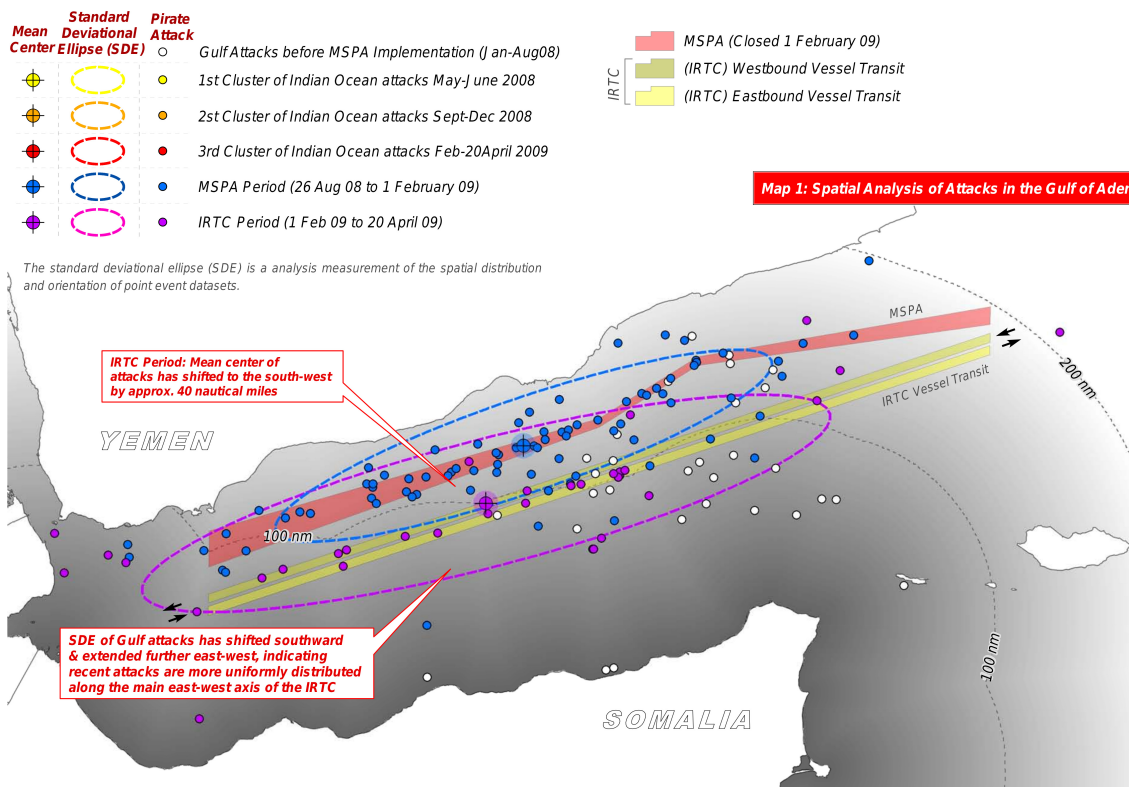 Mean
Center
Standard
Deviational
Ellipse (SDE)
Pirate
Attack
Gulf Attacks before MSPA Implementation (Jan-Aug08)
1st Cluster of Indian Ocean attacks May-June 2008
2st Cluster of Indian Ocean attacks Sept-Dec 2008
3rd Cluster of Indian Ocean attacks Feb-20April 2009
MSPA Period (26 Aug 08 to 1 February 09)
IRTC Period (1 Feb 09 to 20 April 09)
The standard deviational ellipse (SDE) is a analysis measurement of the spatial distribution
and orientation of point event datasets.
MSPA (Closed 1 February 09)
IRTC
(IRTC) Westbound Vessel Transit
(IRTC) Eastbound Vessel Transit
Map 1: Spatial Analysis of Attacks in the Gulf of Aden
MSPA
IRTC Vessel Transit
200 nm
IRTC Period: Mean center of
attacks has shifted to the south-west
by approx. 40 nautical miles
YEMEN
100 nm
SDE of Gulf attacks has shifted southward
& extended further east-west, indicating
recent attacks are more uniformly distributed
along the main east-west axis of the IRTC
100 nm
SOMALIA